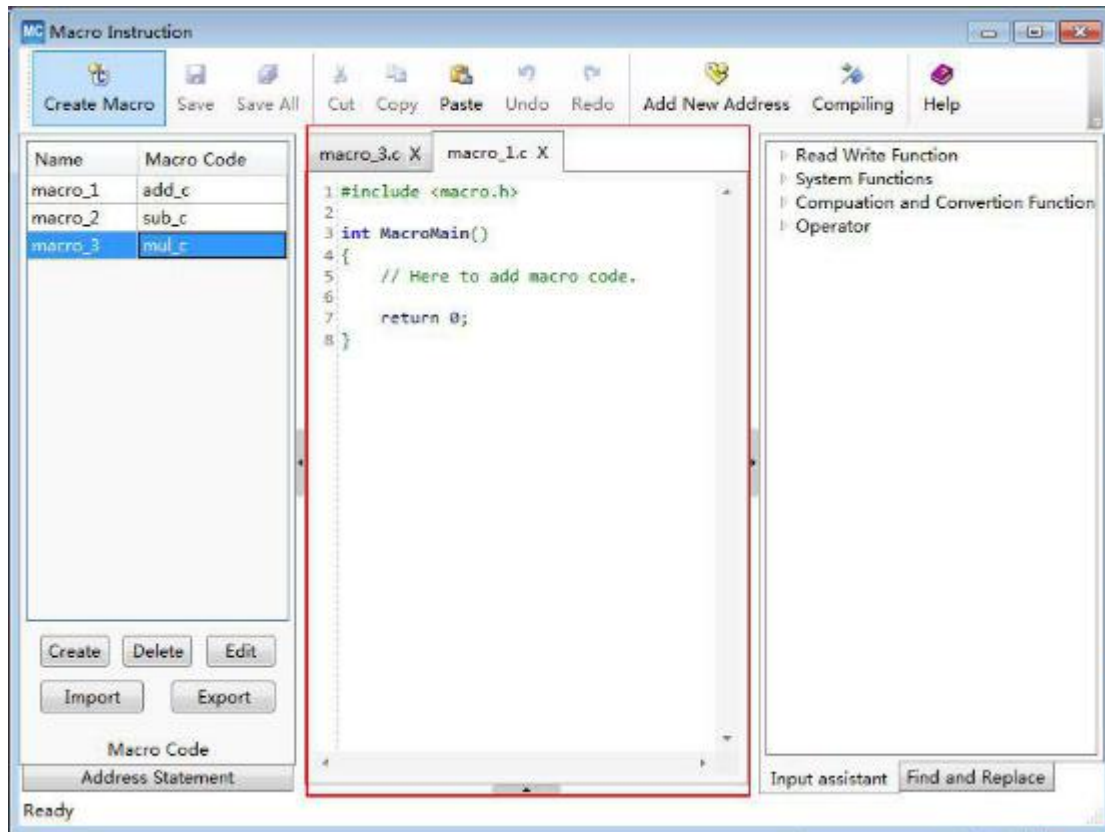 MC Macro Instruction
Create Macro Save Save All Cut Copy Paste Undo Redo Add New Address Compiling Help
Name Macro Code
macro_1 add_c
macro_2 sub_c
macro_3 mul_c
Create Delete Edit
Import Export
Macro Code
Address Statement
Ready
macro_3.c X macro_1.c X
1 #include <macro.h>
2
3 int MacroMain()
4 {
5 // Here to add macro code.
6
7 return 0;
8 }
Read Write Function
System Functions
Compuation and Convertion Function
Operator
Input assistant Find and Replace